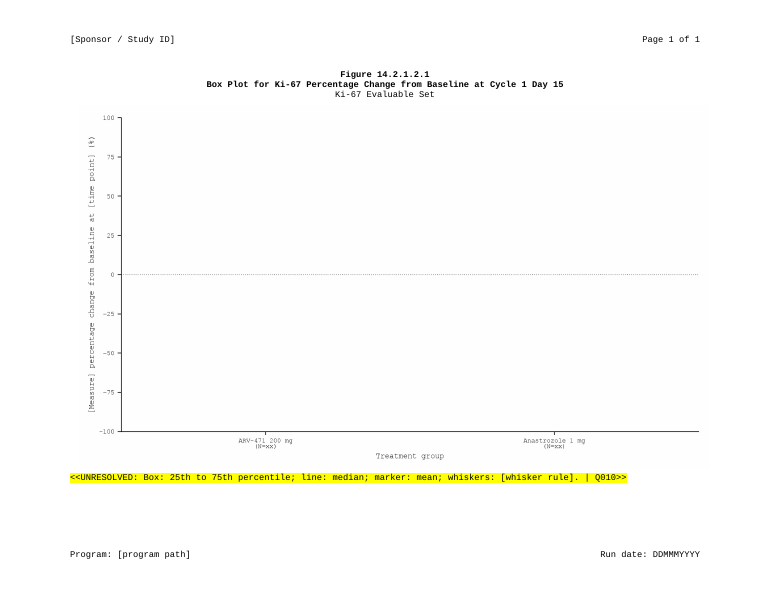 [Sponsor / Study ID] Page 1 of 1
Figure 14.2.1.2.1
Box Plot for Ki-67 Percentage Change from Baseline at Cycle 1 Day 15
Ki-67 Evaluable Set
[Measure] percentage change from baseline at [time point] (%)
100
75
50
25
0
−25
−50
−75
−100
ARV-471 200 mg Anastrozole 1 mg
(N=xx) (N=xx)
Treatment group
<<UNRESOLVED: Box: 25th to 75th percentile; line: median; marker: mean; whiskers: [whisker rule]. | Q010>>
Program: [program path] Run date: DDMMMYYYY